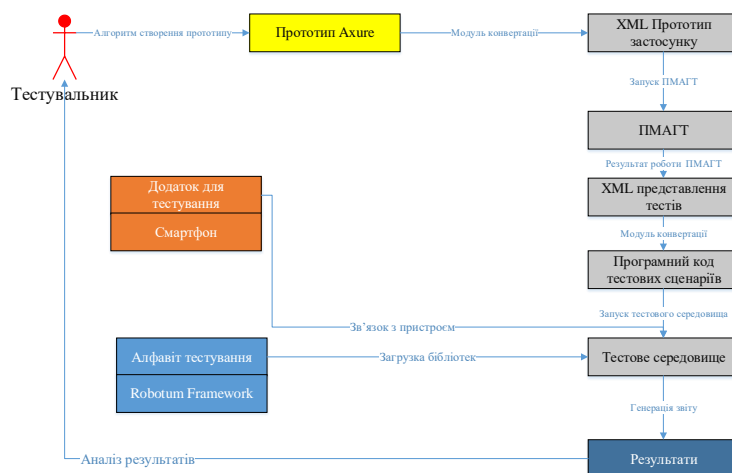 Алгоритм створення прототипу
Прототип Axure
Модуль конвертації
XML Прототип
застосунку
Тестувальник
Запуск ПМАГТ
ПМАГТ
Результат роботи ПМАГТ
Додаток для
тестування
XML представлення
тестів
Смартфон
Модуль конвертації
Програмний код
тестових сценаріїв
Запуск тестового середовища
Зв’язок з пристроєм
Алфавіт тестування
Загрузка бібліотек
Тестове середовище
Robotum Framework
Генерація звіту
Аналіз результатів
Результати